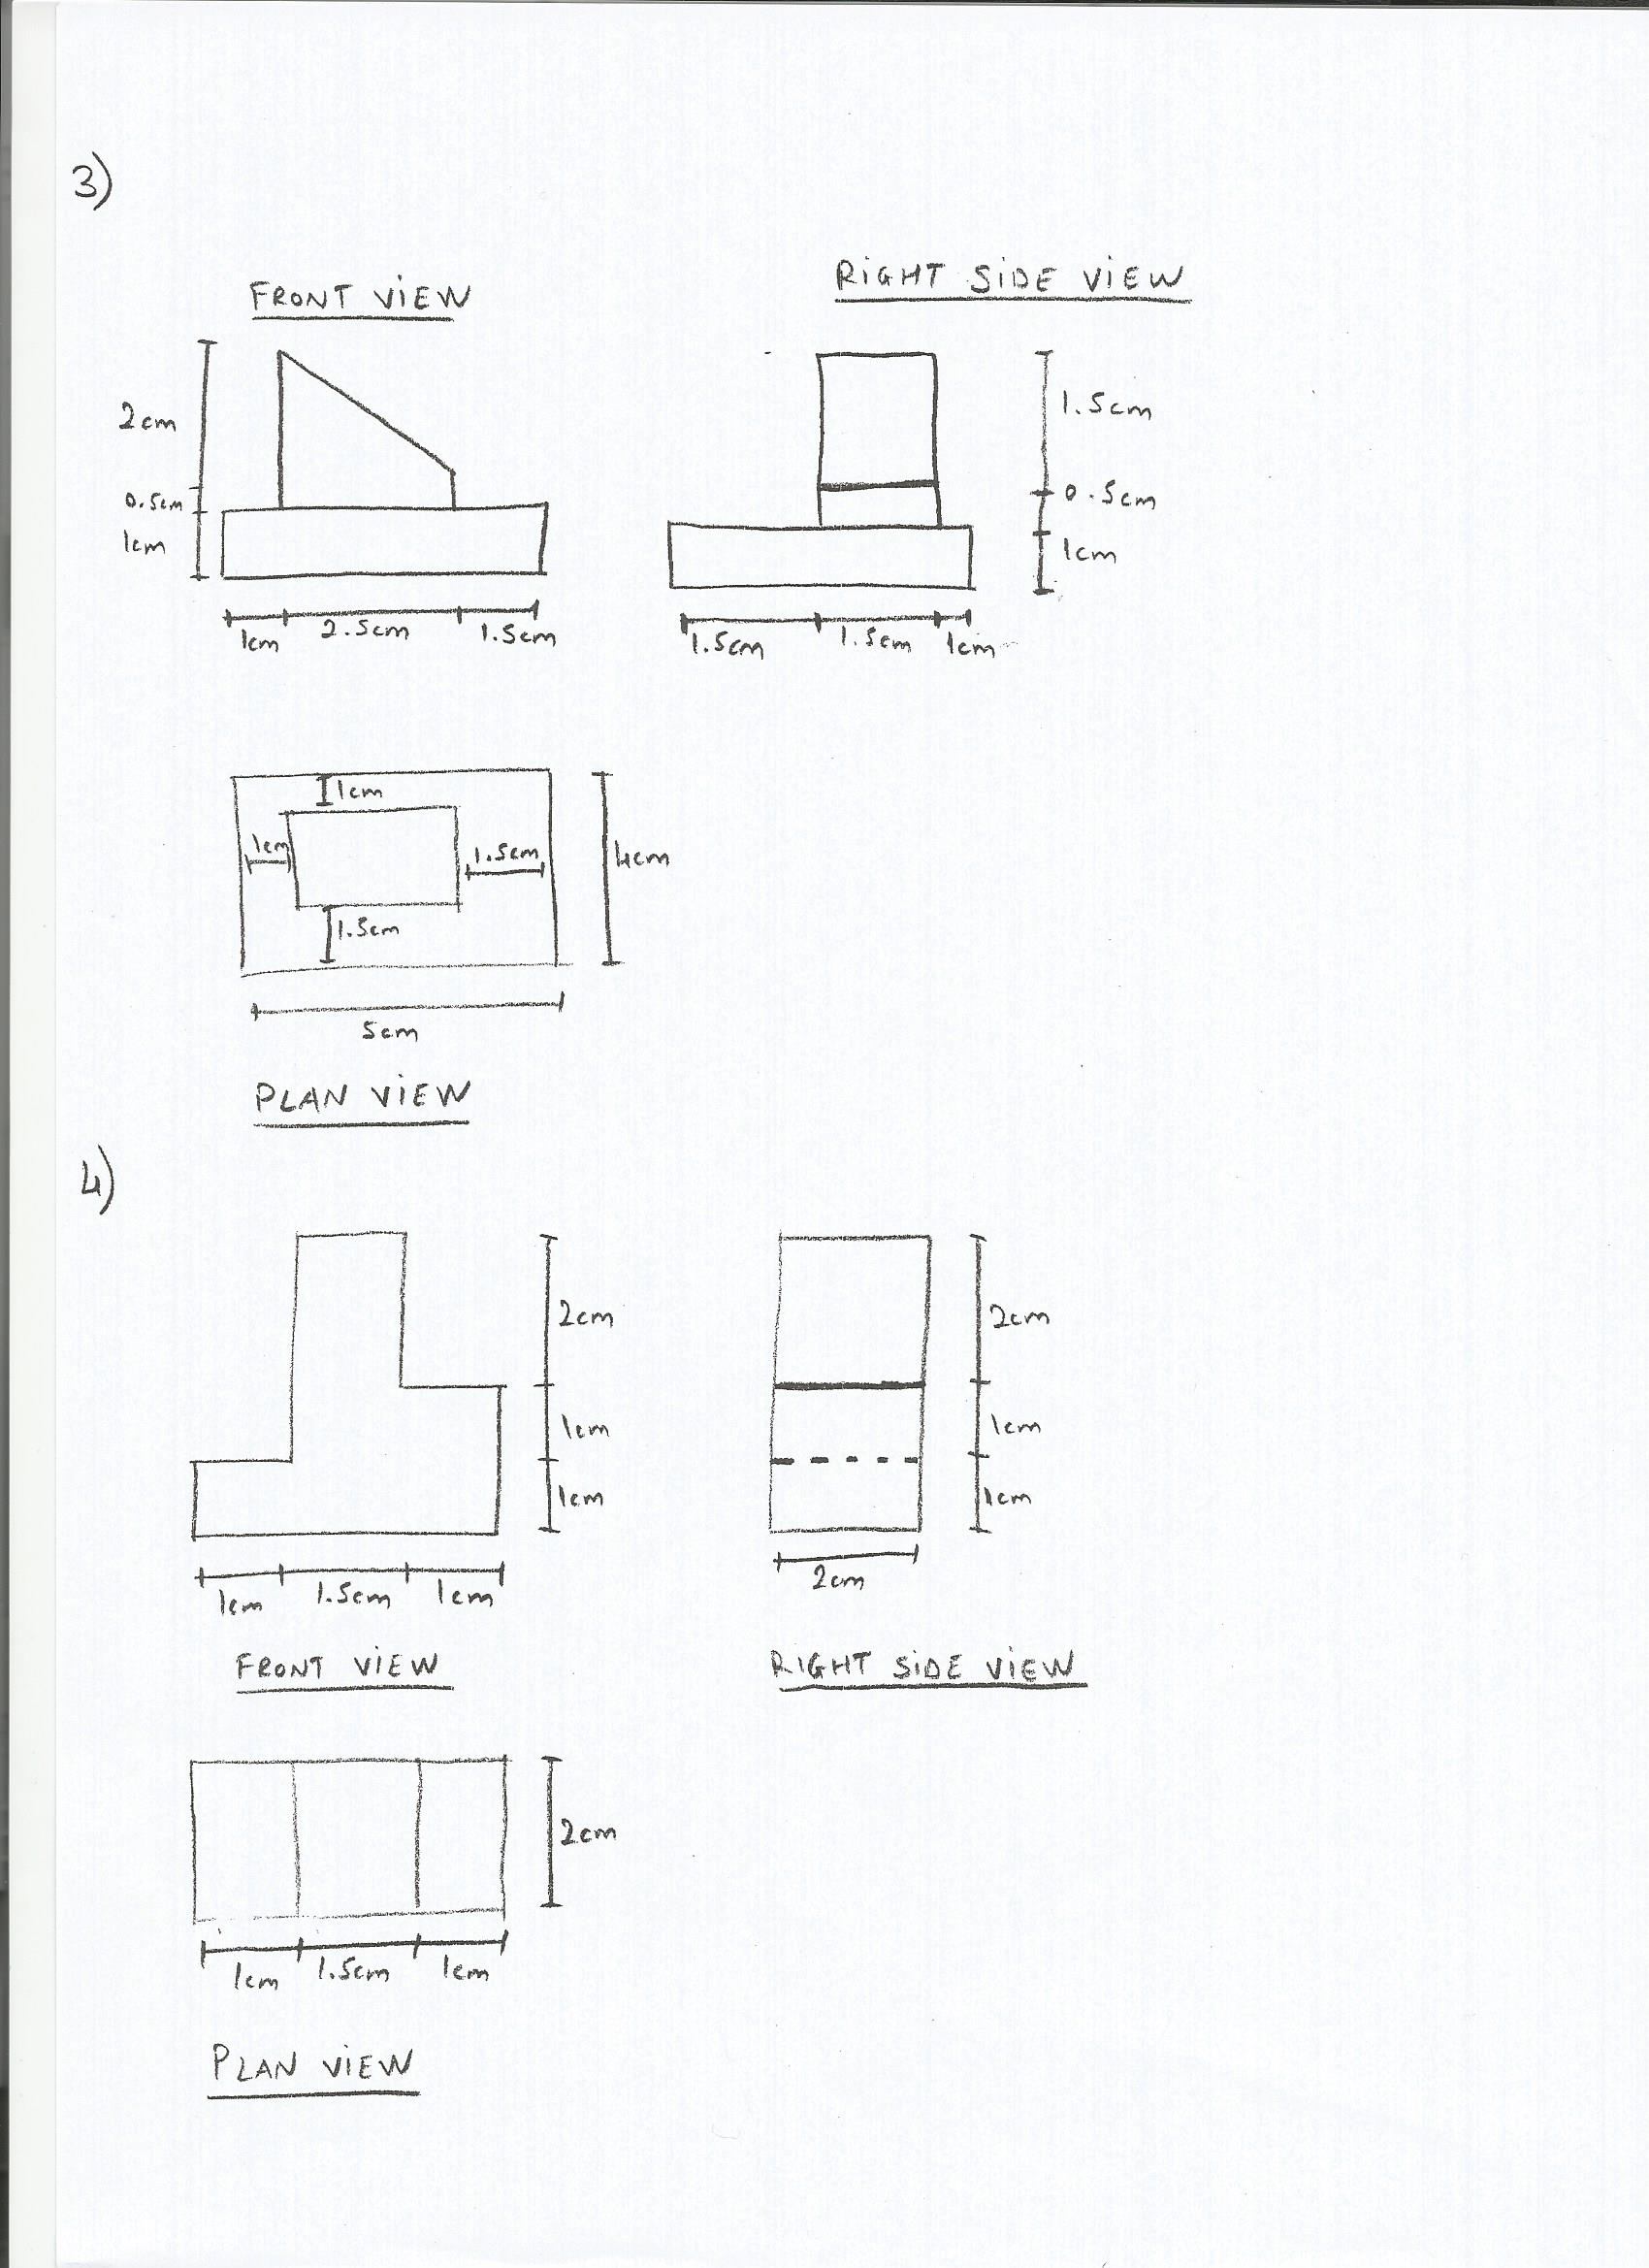 3)
FRONT ViEW
RiGHT SiDE ViEW
2cm
0.5cm
1cm
1cm 2.5cm 1.5cm
1.5cm
0.5cm
1cm
1.5cm 1.5cm 1cm
1cm
1cm
1.5cm
1.5cm
4cm
5cm
PLAN ViEW
4)
2cm
1cm
1cm
1cm 1.5cm 1cm
FRONT ViEW
2cm
1cm
1cm
2cm
RIGHT SiDE ViEW
2cm
1cm 1.5cm 1cm
PLAN ViEW